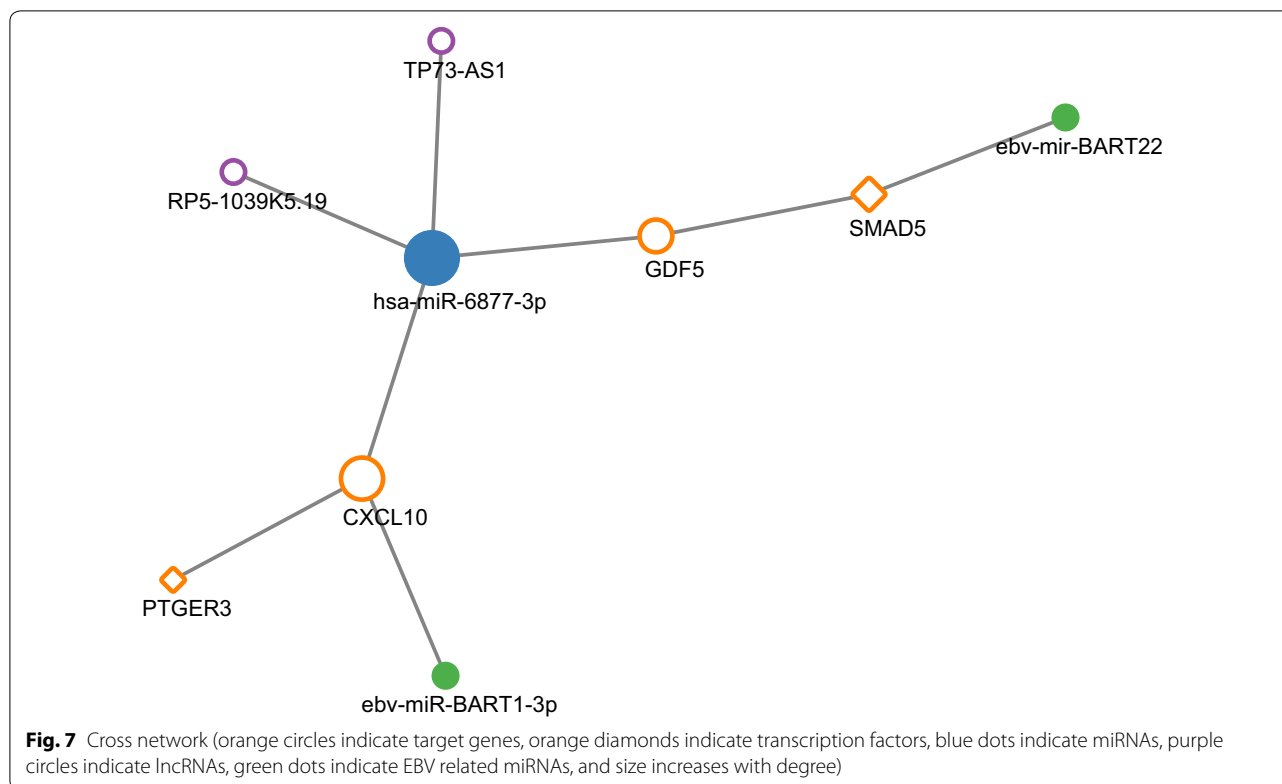 TP73-AS1
ebv-mir-BART22
RP5-1039K5.19
SMAD5
GDF5
hsa-miR-6877-3p
CXCL10
PTGER3
ebv-miR-BART1-3p
Fig. 7 Cross network (orange circles indicate target genes, orange diamonds indicate transcription factors, blue dots indicate miRNAs, purple
circles indicate lncRNAs, green dots indicate EBV related miRNAs, and size increases with degree)